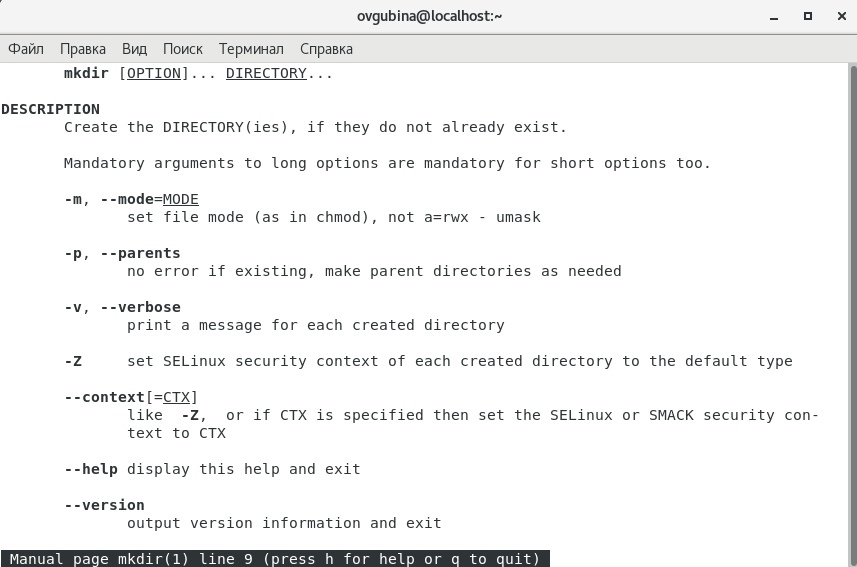 ovgubina@localhost:~
Файл Правка Вид Поиск Терминал Справка
mkdir [OPTION]... DIRECTORY...
DESCRIPTION
Create the DIRECTORY(ies), if they do not already exist.
Mandatory arguments to long options are mandatory for short options too.
-m, --mode=MODE
set file mode (as in chmod), not a=rwx - umask
-p, --parents
no error if existing, make parent directories as needed
-v, --verbose
print a message for each created directory
-Z set SELinux security context of each created directory to the default type
--context[=CTX]
like -Z, or if CTX is specified then set the SELinux or SMACK security con-
text to CTX
--help display this help and exit
--version
output version information and exit
Manual page mkdir(1) line 9 (press h for help or q to quit)